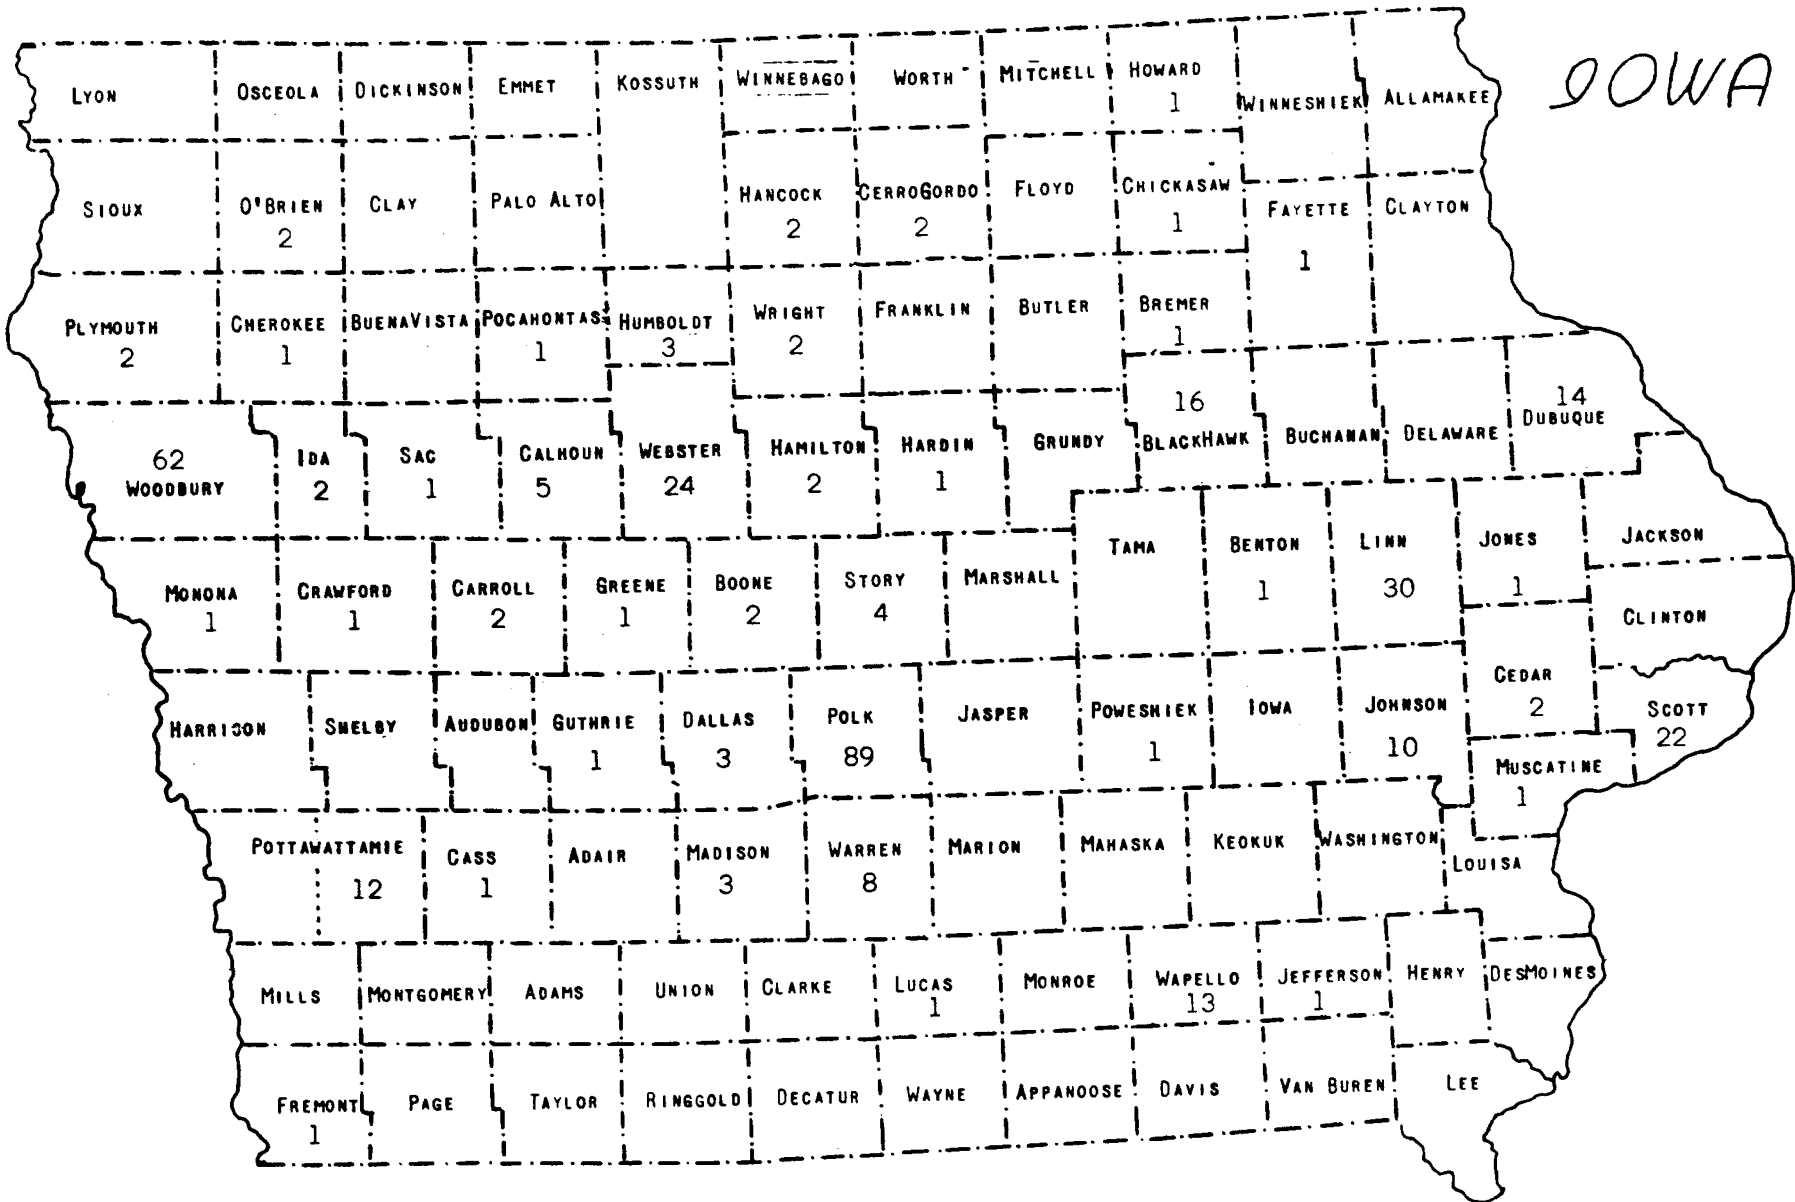 IOWA
LYON
OSCEOLA
DICKINSON
EMMET
KOSSUTH
WINNEBAGO
WORTH
MITCHELL
HOWARD
1
WINNESHIEK
ALLAMAKEE
SIOUX
O'BRIEN
2
CLAY
PALO ALTO
HANCOCK
2
CERROGORDO
2
FLOYD
CHICKASAW
1
FAYETTE
1
CLAYTON
PLYMOUTH
2
CHEROKEE
1
BUENAVISTA
POCAHONTAS
1
HUMBOLDT
3
WRIGHT
2
FRANKLIN
BUTLER
BREMER
1
62
WOODBURY
IDA
2
SAC
1
CALHOUN
5
WEBSTER
24
HAMILTON
2
HARDIN
1
GRUNDY
16
BLACKHAWK
BUCHANAN
DELAWARE
14
DUBUQUE
MONONA
1
CRAWFORD
1
CARROLL
2
GREENE
1
BOONE
2
STORY
4
MARSHALL
TAMA
BENTON
1
LINN
30
JONES
1
JACKSON
CLINTON
HARRISON
SHELBY
AUDUBON
GUTHRIE
1
DALLAS
3
POLK
89
JASPER
POWESHIEK
1
IOWA
JOHNSON
10
CEDAR
2
SCOTT
22
MUSCATINE
1
POTTAWATTAMIE
12
CASS
1
ADAIR
MADISON
3
WARREN
8
MARION
MAHASKA
KEOKUK
WASHINGTON
LOUISA
MILLS
MONTGOMERY
ADAMS
UNION
CLARKE
LUCAS
1
MONROE
WAPELLO
13
JEFFERSON
1
HENRY
DESMOINES
FREMONT
1
PAGE
TAYLOR
RINGGOLD
DECATUR
WAYNE
APPANOOSE
DAVIS
VAN BUREN
LEE